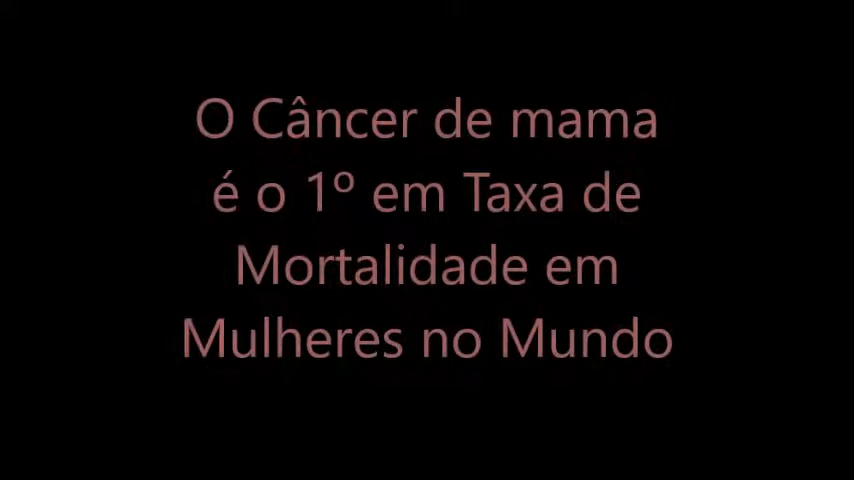 O Câncer de mama
é o 1º em Taxa de
Mortalidade em
Mulheres no Mundo